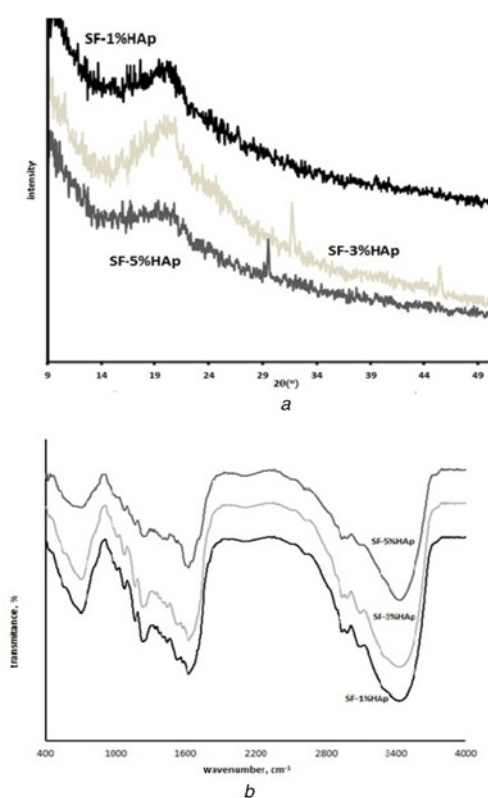 SF-1%HAp
SF-3%HAp
SF-5%HAp
intensity
9 14 19 24 29 34 39 44 49
2θ(°)
a
SF-5%HAp
SF-3%HAp
SF-1%HAp
transmitance, %
400 1000 1600 2200 2800 3400 4000
wavenumber, cm-1
b